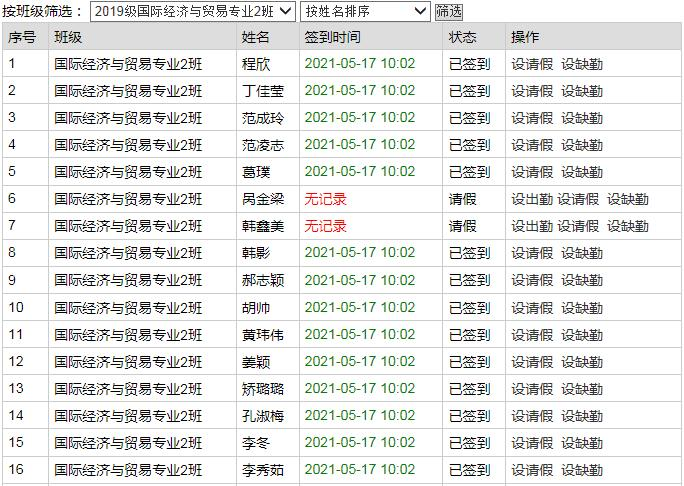 按班级筛选： 2019级国际经济与贸易专业2班 按姓名排序 筛选
序号 班级 姓名 签到时间 状态 操作
1 国际经济与贸易专业2班 程欣 2021-05-17 10:02 已签到 设请假 设缺勤
2 国际经济与贸易专业2班 丁佳莹 2021-05-17 10:02 已签到 设请假 设缺勤
3 国际经济与贸易专业2班 范成玲 2021-05-17 10:02 已签到 设请假 设缺勤
4 国际经济与贸易专业2班 范凌志 2021-05-17 10:02 已签到 设请假 设缺勤
5 国际经济与贸易专业2班 葛璞 2021-05-17 10:02 已签到 设请假 设缺勤
6 国际经济与贸易专业2班 呙金梁 无记录 请假 设出勤 设请假 设缺勤
7 国际经济与贸易专业2班 韩鑫美 无记录 请假 设出勤 设请假 设缺勤
8 国际经济与贸易专业2班 韩影 2021-05-17 10:02 已签到 设请假 设缺勤
9 国际经济与贸易专业2班 郝志颖 2021-05-17 10:02 已签到 设请假 设缺勤
10 国际经济与贸易专业2班 胡帅 2021-05-17 10:02 已签到 设请假 设缺勤
11 国际经济与贸易专业2班 黄玮伟 2021-05-17 10:02 已签到 设请假 设缺勤
12 国际经济与贸易专业2班 姜颖 2021-05-17 10:02 已签到 设请假 设缺勤
13 国际经济与贸易专业2班 矫璐璐 2021-05-17 10:02 已签到 设请假 设缺勤
14 国际经济与贸易专业2班 孔淑梅 2021-05-17 10:02 已签到 设请假 设缺勤
15 国际经济与贸易专业2班 李冬 2021-05-17 10:02 已签到 设请假 设缺勤
16 国际经济与贸易专业2班 李秀茹 2021-05-17 10:02 已签到 设请假 设缺勤